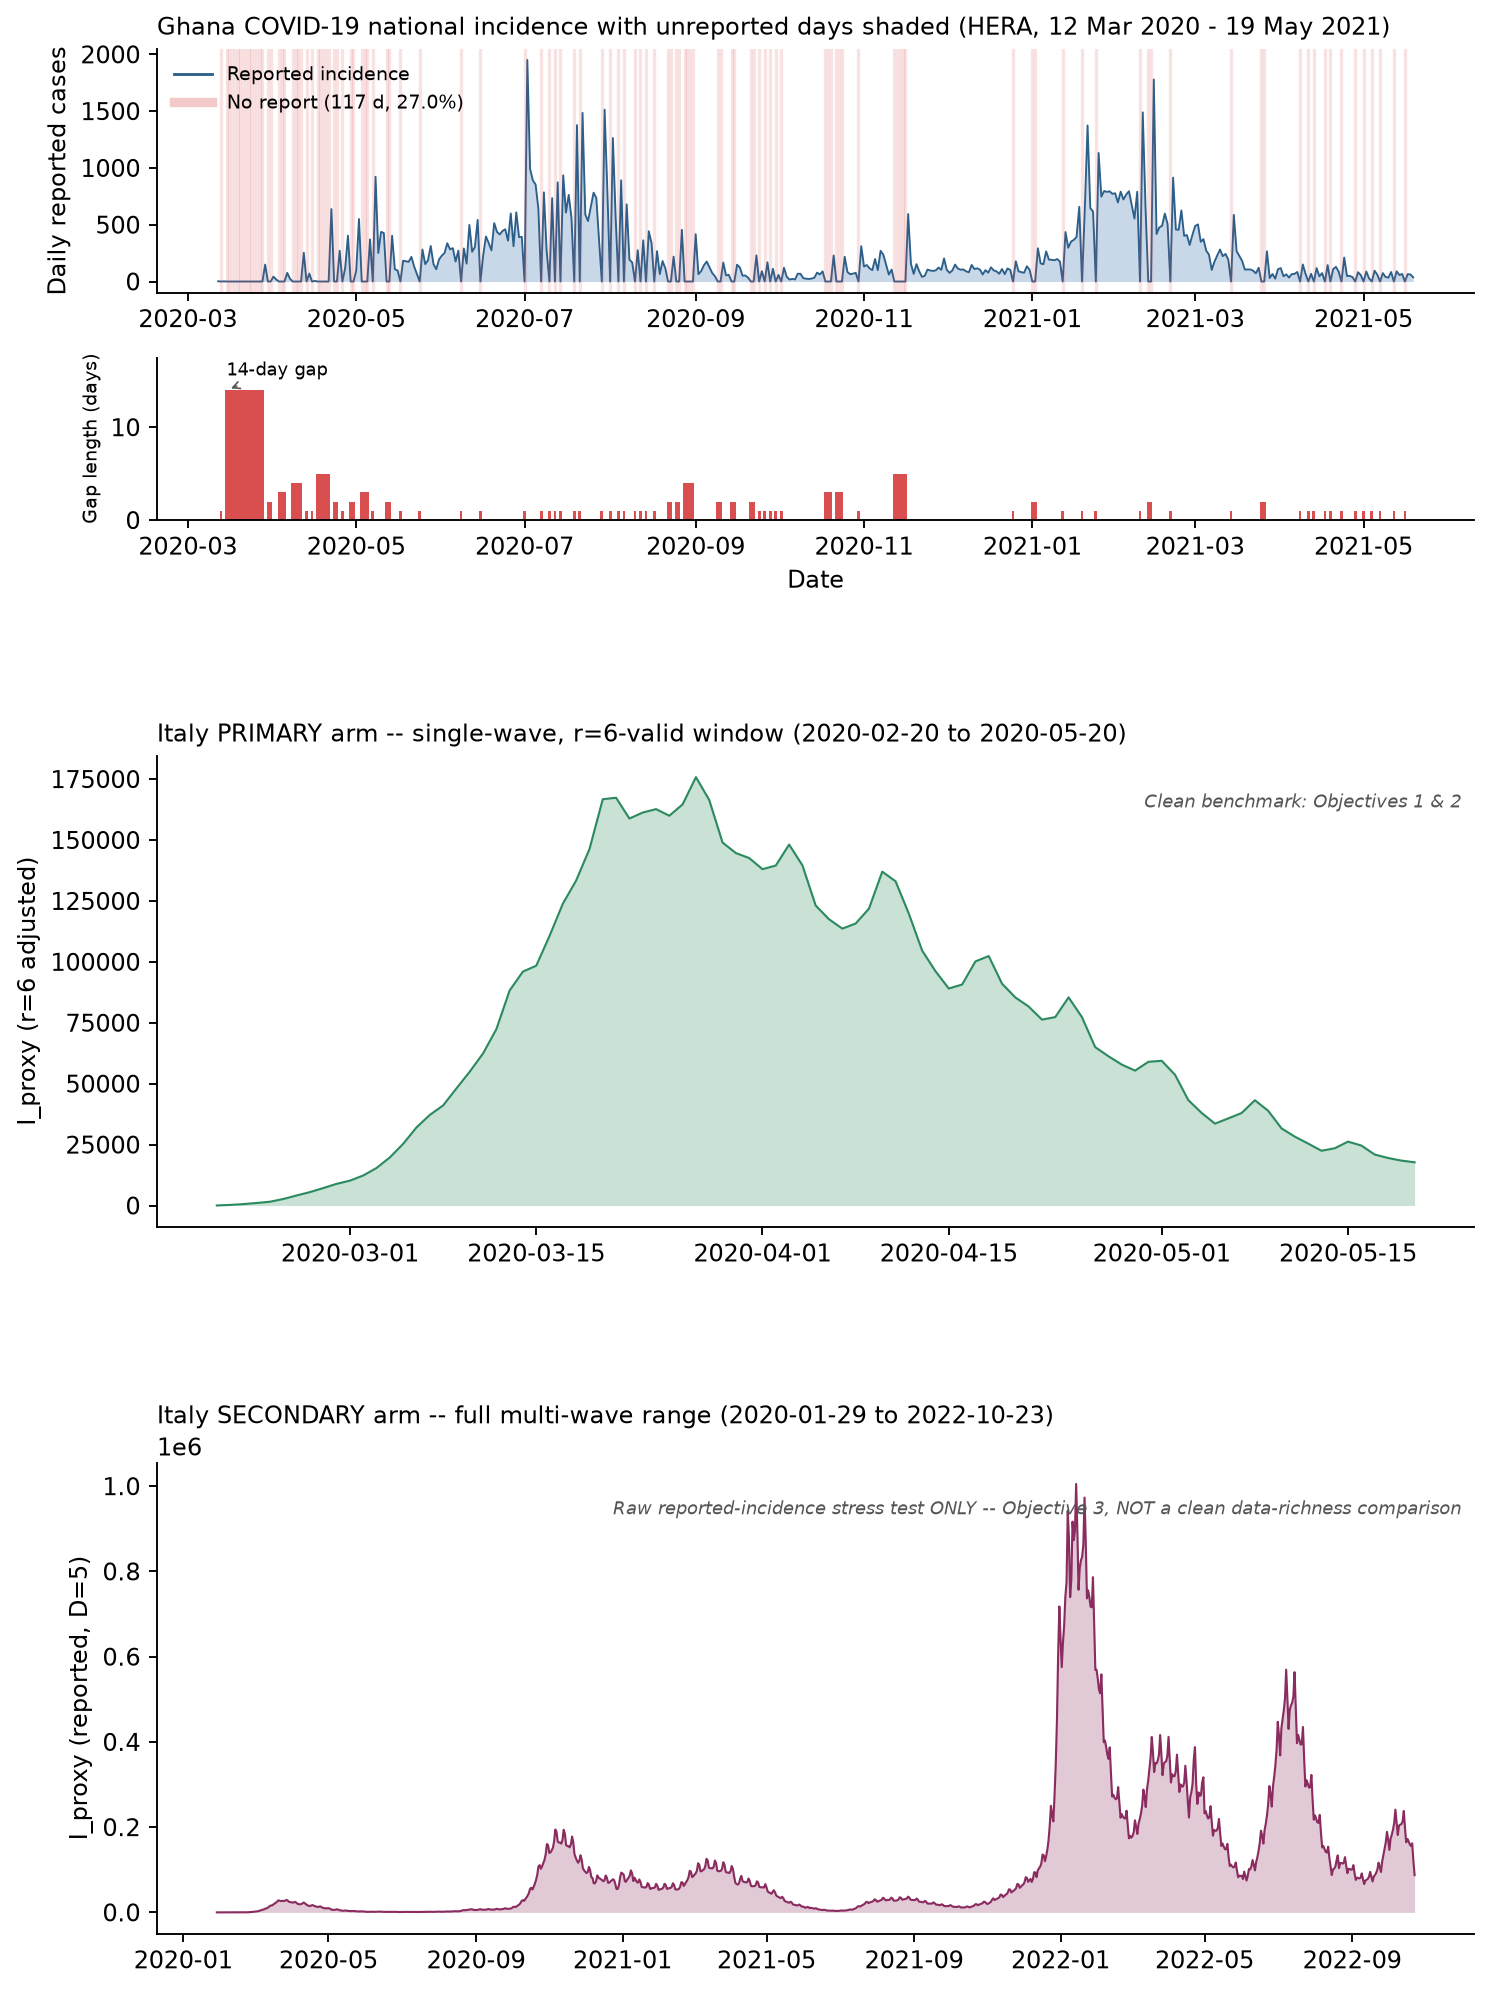 Ghana COVID-19 national incidence with unreported days shaded (HERA, 12 Mar 2020 - 19 May 2021)
Daily reported cases
2000
1500
1000
500
0
Reported incidence
No report (117 d, 27.0%)
2020-03 2020-05 2020-07 2020-09 2020-11 2021-01 2021-03 2021-05
Gap length (days)
14-day gap
10
0
2020-03 2020-05 2020-07 2020-09 2020-11 2021-01 2021-03 2021-05
Date
Italy PRIMARY arm -- single-wave, r=6-valid window (2020-02-20 to 2020-05-20)
I_proxy (r=6 adjusted)
175000
150000
125000
100000
75000
50000
25000
0
Clean benchmark: Objectives 1 & 2
2020-03-01 2020-03-15 2020-04-01 2020-04-15 2020-05-01 2020-05-15
Italy SECONDARY arm -- full multi-wave range (2020-01-29 to 2022-10-23)
1e6
I_proxy (reported, D=5)
1.0
0.8
0.6
0.4
0.2
0.0
Raw reported-incidence stress test ONLY -- Objective 3, NOT a clean data-richness comparison
2020-01 2020-05 2020-09 2021-01 2021-05 2021-09 2022-01 2022-05 2022-09